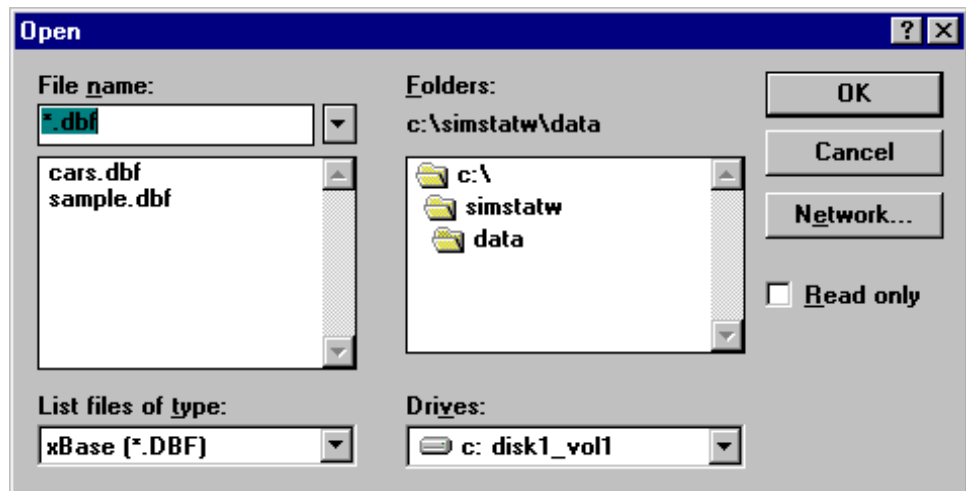 Open
File name:
*.dbf
cars.dbf
sample.dbf
List files of type:
xBase (*.DBF)
Folders:
c:\simstatw\data
c:\
simstatw
data
Drives:
c: disk1_vol1
OK
Cancel
Network...
Read only